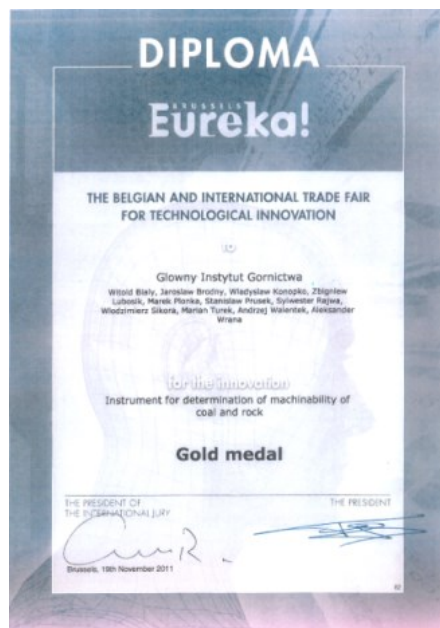 DIPLOMA
BRUSSELS
Eureka!
THE BELGIAN AND INTERNATIONAL TRADE FAIR
FOR TECHNOLOGICAL INNOVATION
to
Glowny Instytut Gornictwa
Witold Biały, Jaroslaw Brodny, Wladyslaw Konopko, Zbigniew
Lubosik, Marek Plonka, Stanislaw Prusek, Sylwester Rajwa,
Wlodzimierz Sikora, Marian Turek, Andrzej Walentek, Aleksander
Wrana
for the innovation
Instrument for determination of machinability of
coal and rock
Gold medal
THE PRESIDENT OF
THE INTERNATIONAL JURY
THE PRESIDENT
Brussels, 19th November 2011